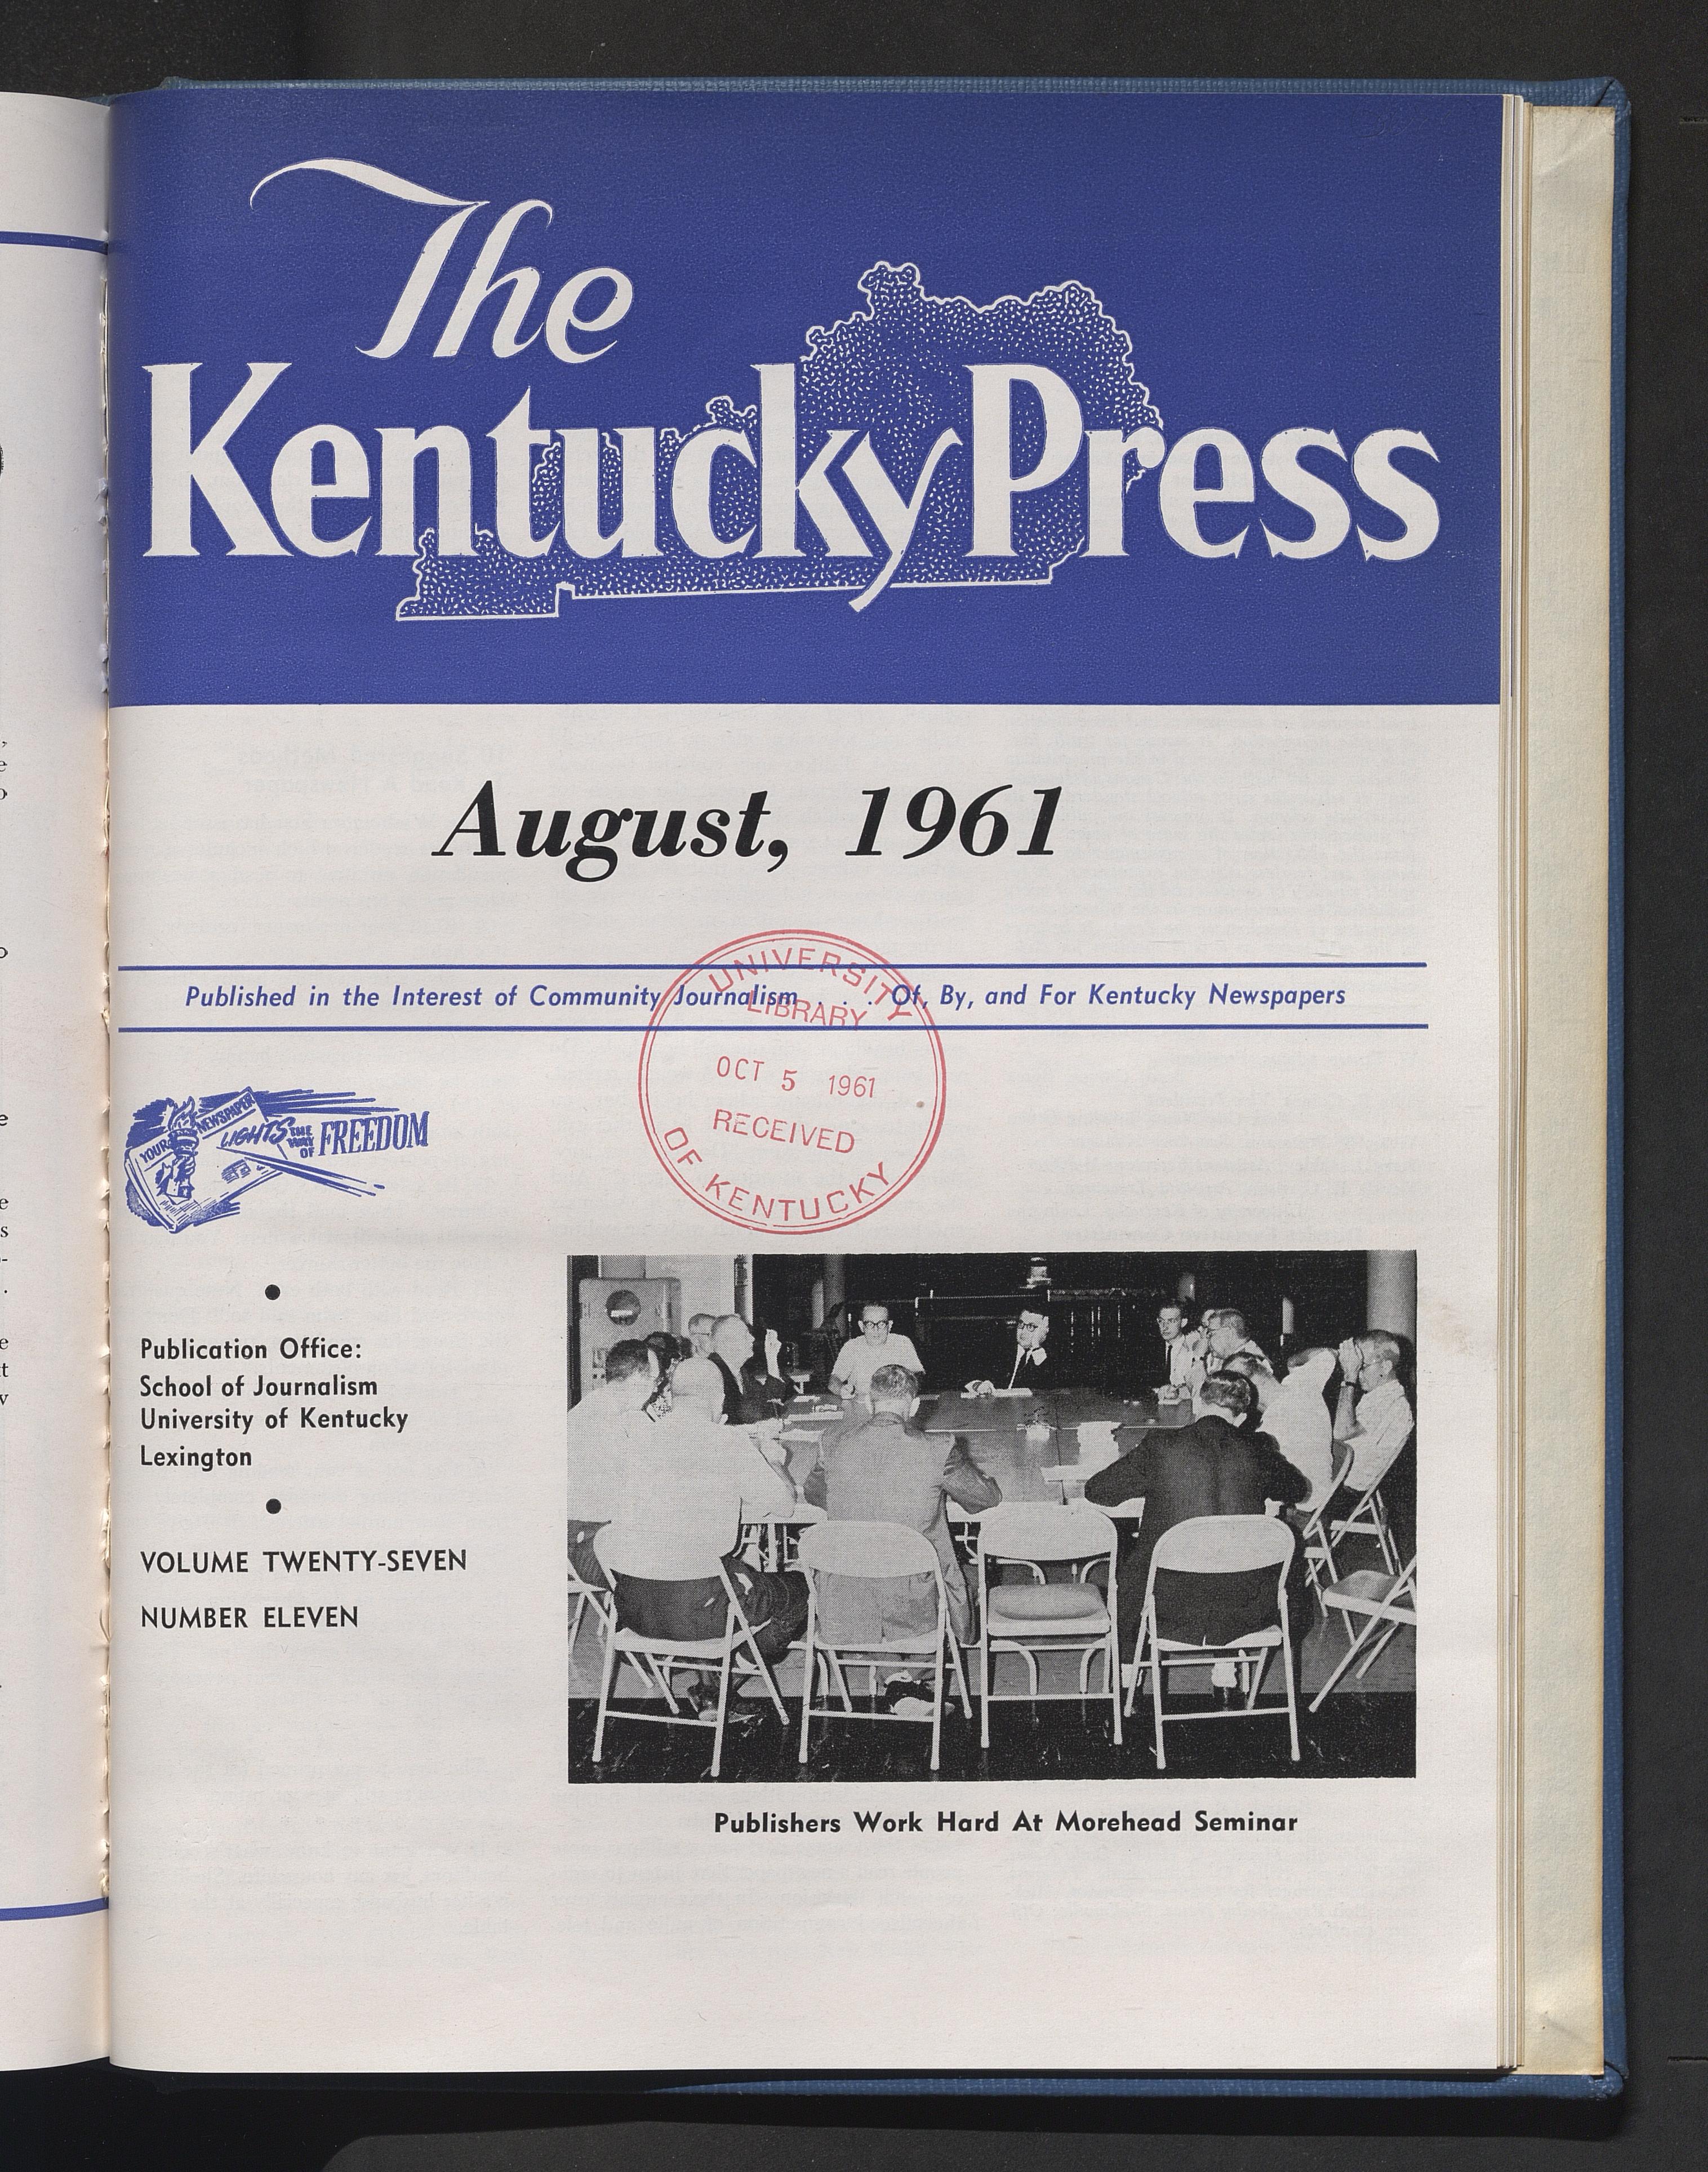 The
Kentucky Press
August, 1961
Published in the Interest of Community Journalism . . . Of, By, and For Kentucky Newspapers
UNIVERSITY
LIBRARY
OCT 5 1961
RECEIVED
OF KENTUCKY
YOUR NEWSPAPER
LIGHTS THE WAY OF FREEDOM
Publication Office:
School of Journalism
University of Kentucky
Lexington
VOLUME TWENTY-SEVEN
NUMBER ELEVEN
Publishers Work Hard At Morehead Seminar